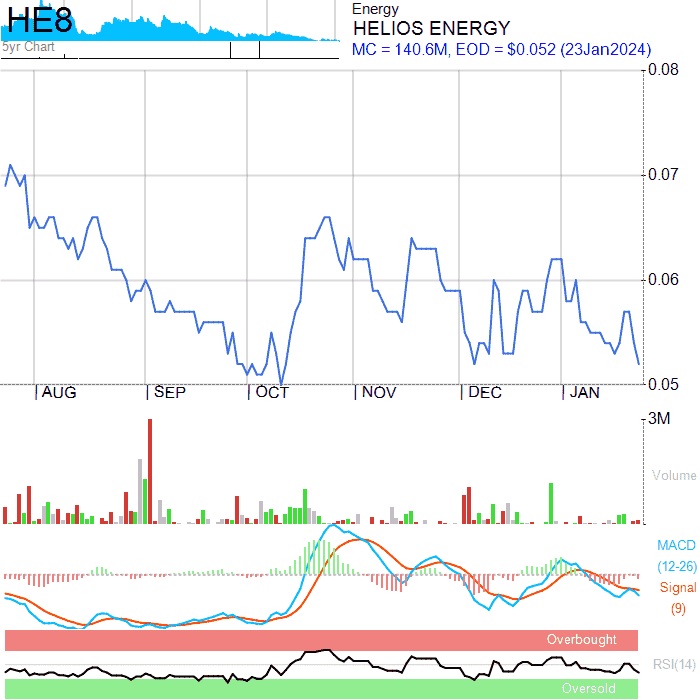 HE8
5yr Chart
Energy
HELIOS ENERGY
MC = 140.6M, EOD = $0.052 (23Jan2024)
0.08
0.07
0.06
0.05
AUG SEP OCT NOV DEC JAN
3M
Volume
MACD
(12-26)
Signal
(9)
Overbought
RSI(14)
Oversold